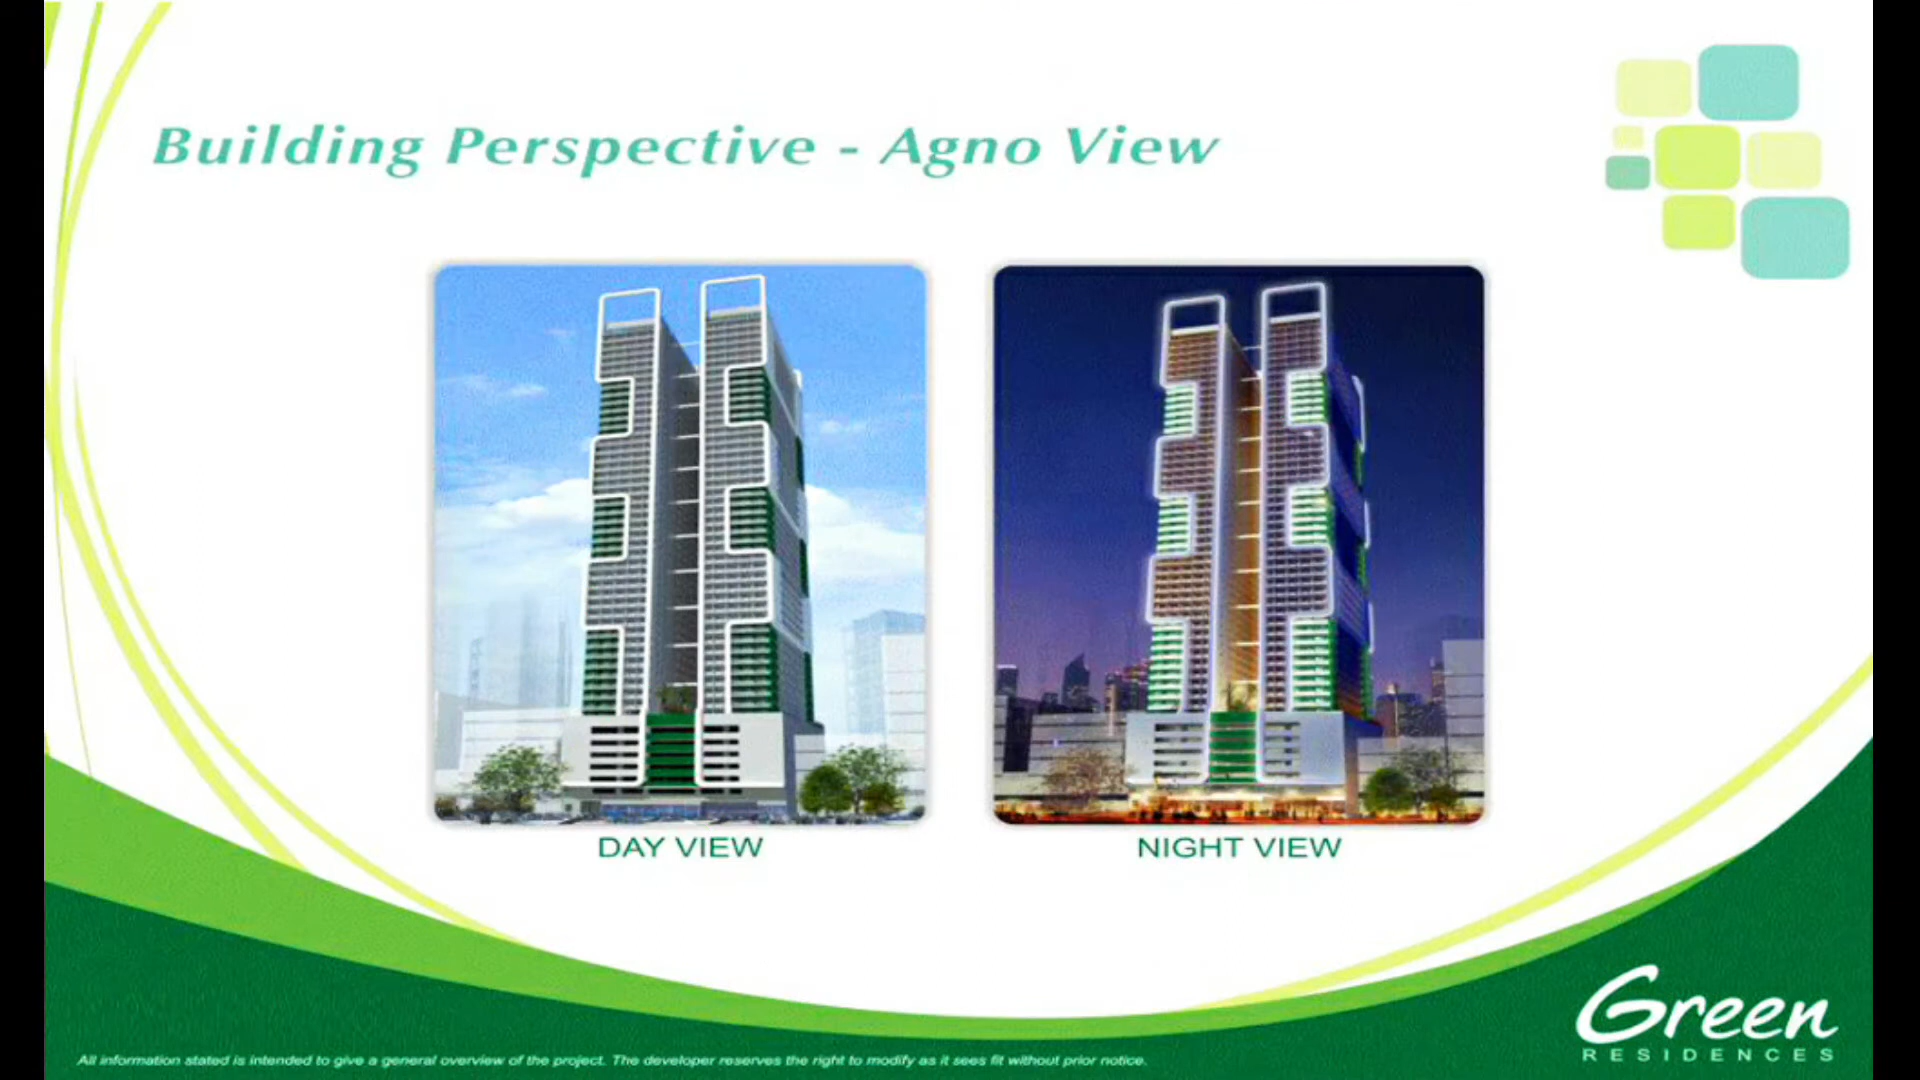 Building Perspective - Agno View
DAY VIEW
NIGHT VIEW
Green
RESIDENCES
All information stated is intended to give a general overview of the project. The developer reserves the right to modify as it sees fit without prior notice.